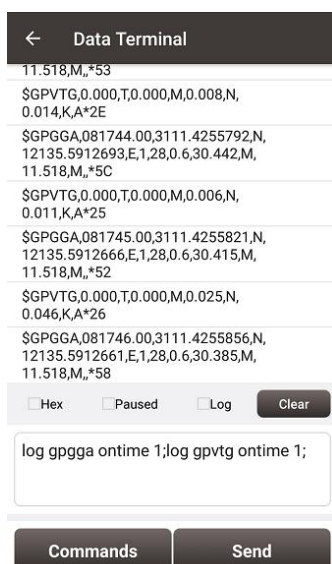 Data Terminal
11.518,M,,*53
$GPVTG,0.000,T,0.000,M,0.008,N,
0.014,K,A*2E
$GPGGA,081744.00,3111.4255792,N,
12135.5912693,E,1,28,0.6,30.442,M,
11.518,M,,*5C
$GPVTG,0.000,T,0.000,M,0.006,N,
0.011,K,A*25
$GPGGA,081745.00,3111.4255821,N,
12135.5912666,E,1,28,0.6,30.415,M,
11.518,M,,*52
$GPVTG,0.000,T,0.000,M,0.025,N,
0.046,K,A*26
$GPGGA,081746.00,3111.4255856,N,
12135.5912661,E,1,28,0.6,30.385,M,
11.518,M,,*58
Hex Paused Log Clear
log gpgga ontime 1;log gpvtg ontime 1;
Commands Send